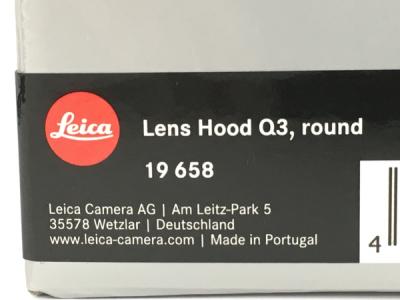 Leica
Lens Hood Q3, round
19 658
Leica Camera AG | Am Leitz-Park 5
35578 Wetzlar | Deutschland
www.leica-camera.com | Made in Portugal
4